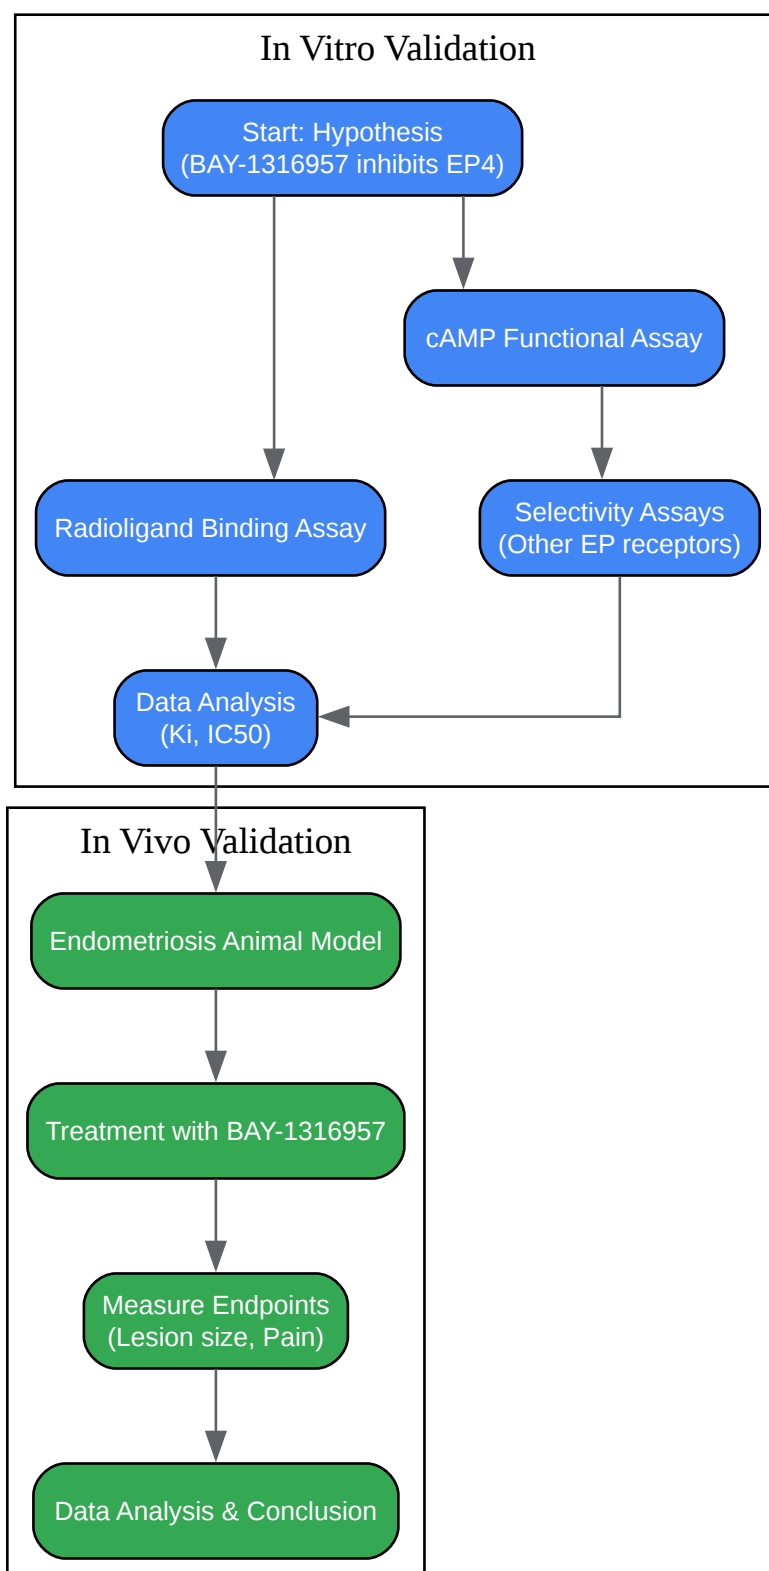 In Vitro Validation
Start: Hypothesis
(BAY-1316957 inhibits EP4)
cAMP Functional Assay
Radioligand Binding Assay
Selectivity Assays
(Other EP receptors)
Data Analysis
(Ki, IC50)
In Vivo Validation
Endometriosis Animal Model
Treatment with BAY-1316957
Measure Endpoints
(Lesion size, Pain)
Data Analysis & Conclusion